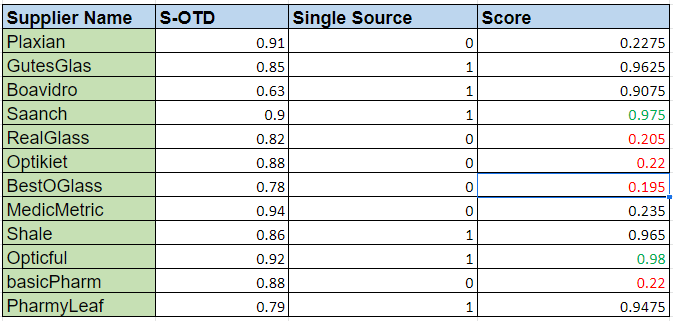 Supplier Name S-OTD Single Source Score
Plaxian 0.91 0 0.2275
GutesGlas 0.85 1 0.9625
Boavidro 0.63 1 0.9075
Saanch 0.9 1 0.975
RealGlass 0.82 0 0.205
Optikiet 0.88 0 0.22
BestOGlass 0.78 0 0.195
MedicMetric 0.94 0 0.235
Shale 0.86 1 0.965
Opticful 0.92 1 0.98
basicPharm 0.88 0 0.22
PharmyLeaf 0.79 1 0.9475